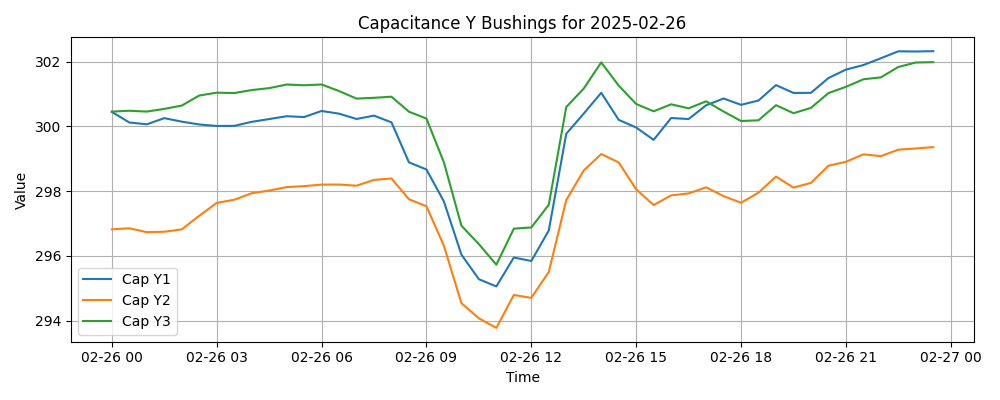 Capacitance Y Bushings for 2025-02-26
Value
302
300
298
296
294
Cap Y1
Cap Y2
Cap Y3
02-26 00
02-26 03
02-26 06
02-26 09
02-26 12
02-26 15
02-26 18
02-26 21
02-27 00
Time